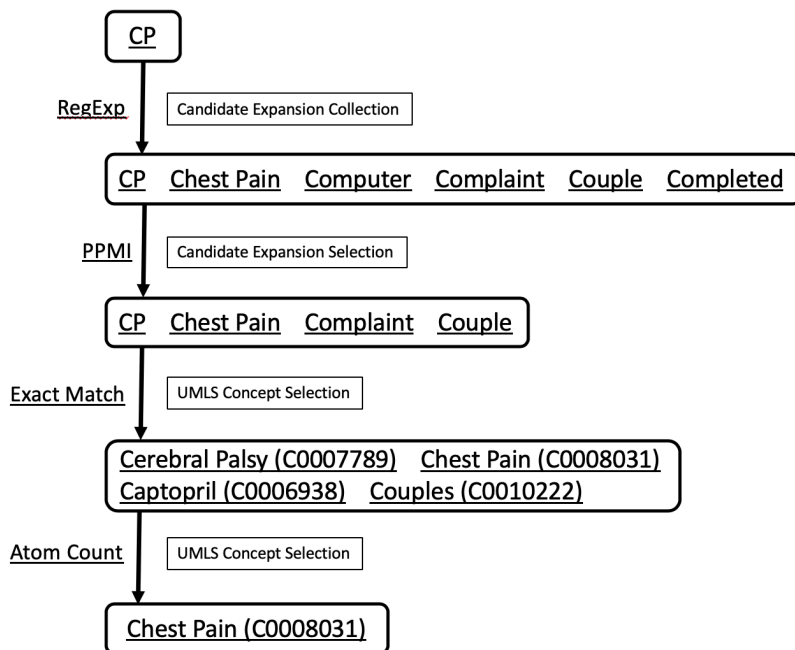 CP
RegExp Candidate Expansion Collection
CP Chest Pain Computer Complaint Couple Completed
PPMI Candidate Expansion Selection
CP Chest Pain Complaint Couple
Exact Match UMLS Concept Selection
Cerebral Palsy (C0007789) Chest Pain (C0008031)
Captopril (C0006938) Couples (C0010222)
Atom Count UMLS Concept Selection
Chest Pain (C0008031)